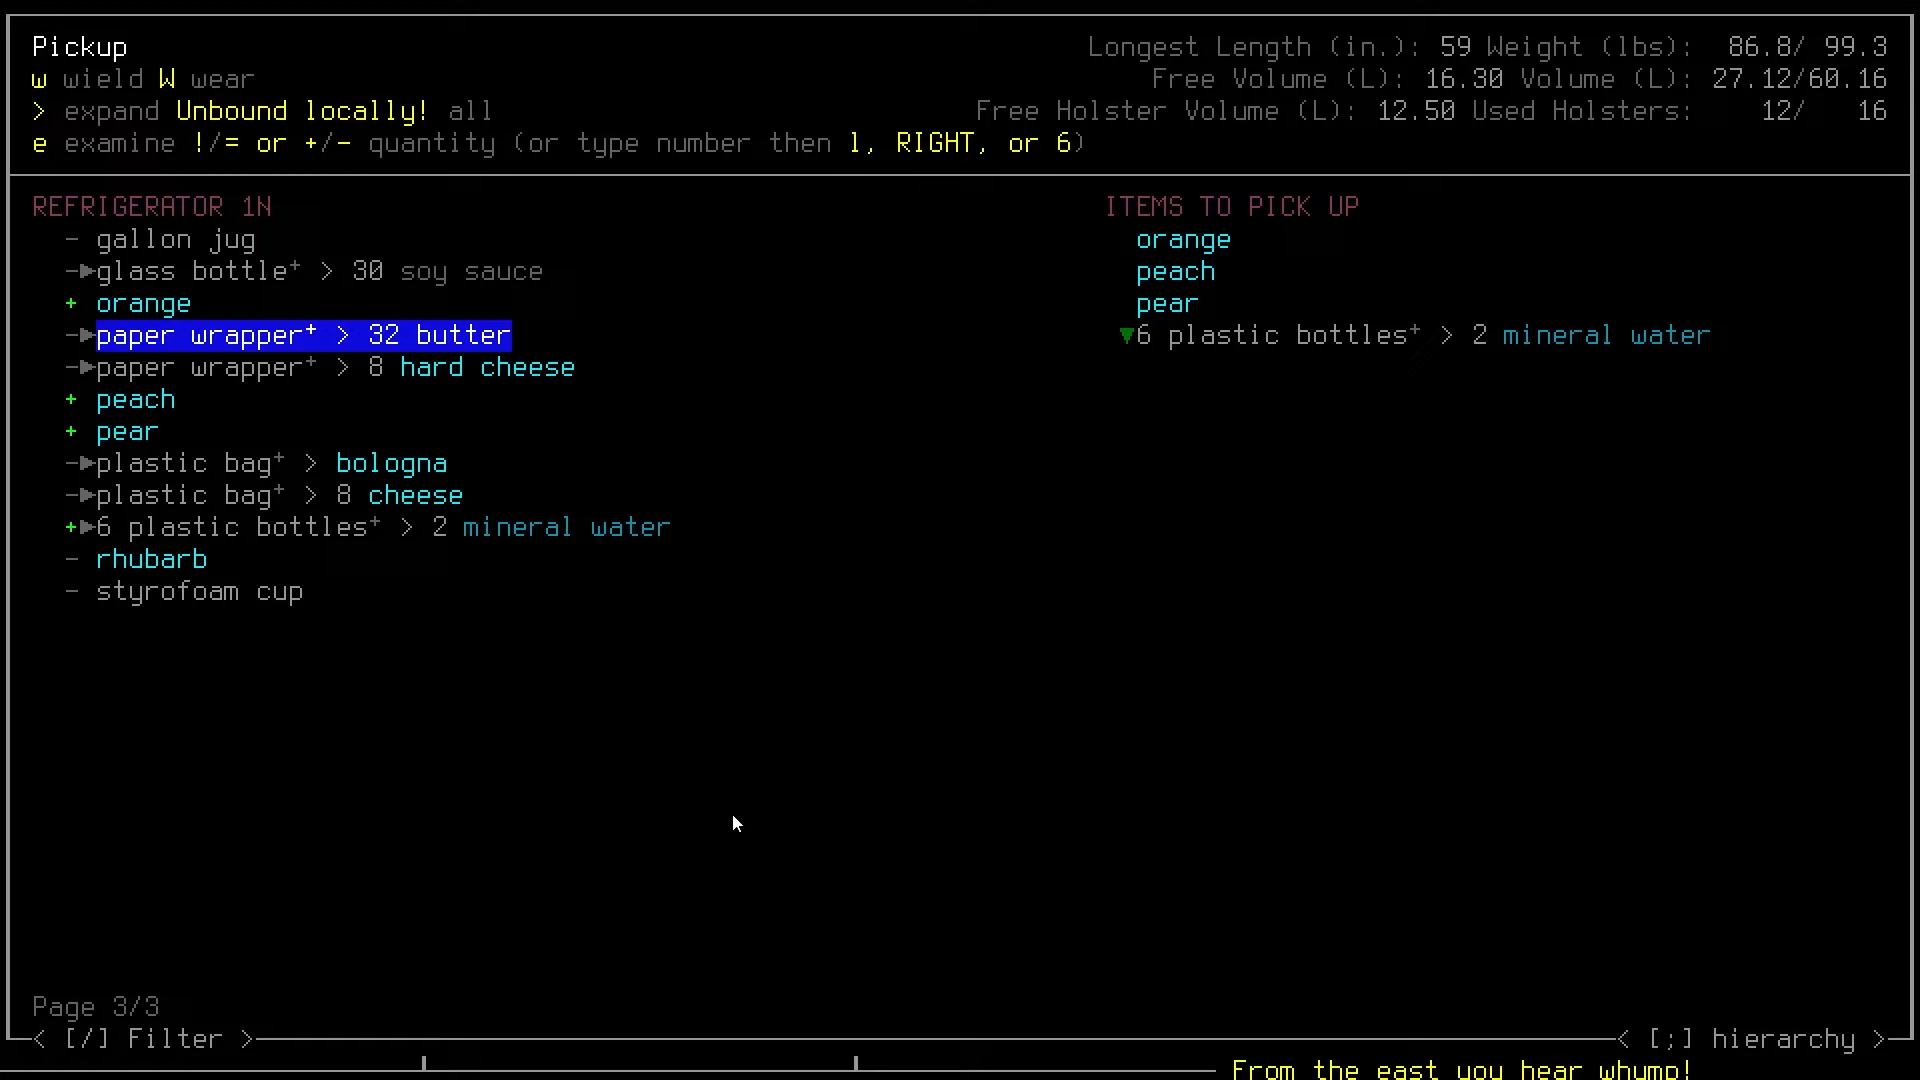 Pickup
Longest Length (in.): 59 Weight (lbs): 86.8/ 99.3
w wield W wear
Free Volume (L): 16.30 Volume (L): 27.12/60.16
> expand Unbound locally! all
Free Holster Volume (L): 12.50 Used Holsters: 12/ 16
e examine !/= or +/- quantity (or type number then l, RIGHT, or 6)
REFRIGERATOR 1N
- gallon jug
-▶glass bottle⁺ > 30 soy sauce
+ orange
-▶paper wrapper⁺ > 32 butter
-▶paper wrapper⁺ > 8 hard cheese
+ peach
+ pear
-▶plastic bag⁺ > bologna
-▶plastic bag⁺ > 8 cheese
+▶6 plastic bottles⁺ > 2 mineral water
- rhubarb
- styrofoam cup
ITEMS TO PICK UP
orange
peach
pear
▼6 plastic bottles⁺ > 2 mineral water
Page 3/3
< [/] Filter >
< [;] hierarchy >
From the east you hear whump!